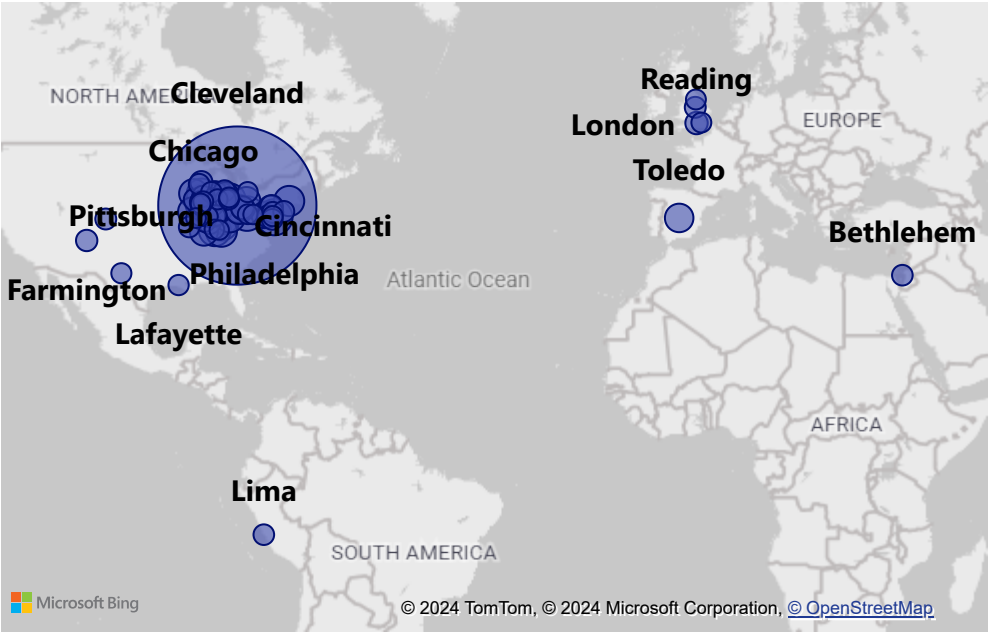 Reading
Cleveland
NORTH AMERICA
EUROPE
London
Chicago
Toledo
Pittsburgh
Cincinnati
Bethlehem
Philadelphia
Atlantic Ocean
Farmington
Lafayette
AFRICA
Lima
SOUTH AMERICA
Microsoft Bing
© 2024 TomTom, © 2024 Microsoft Corporation, © OpenStreetMap